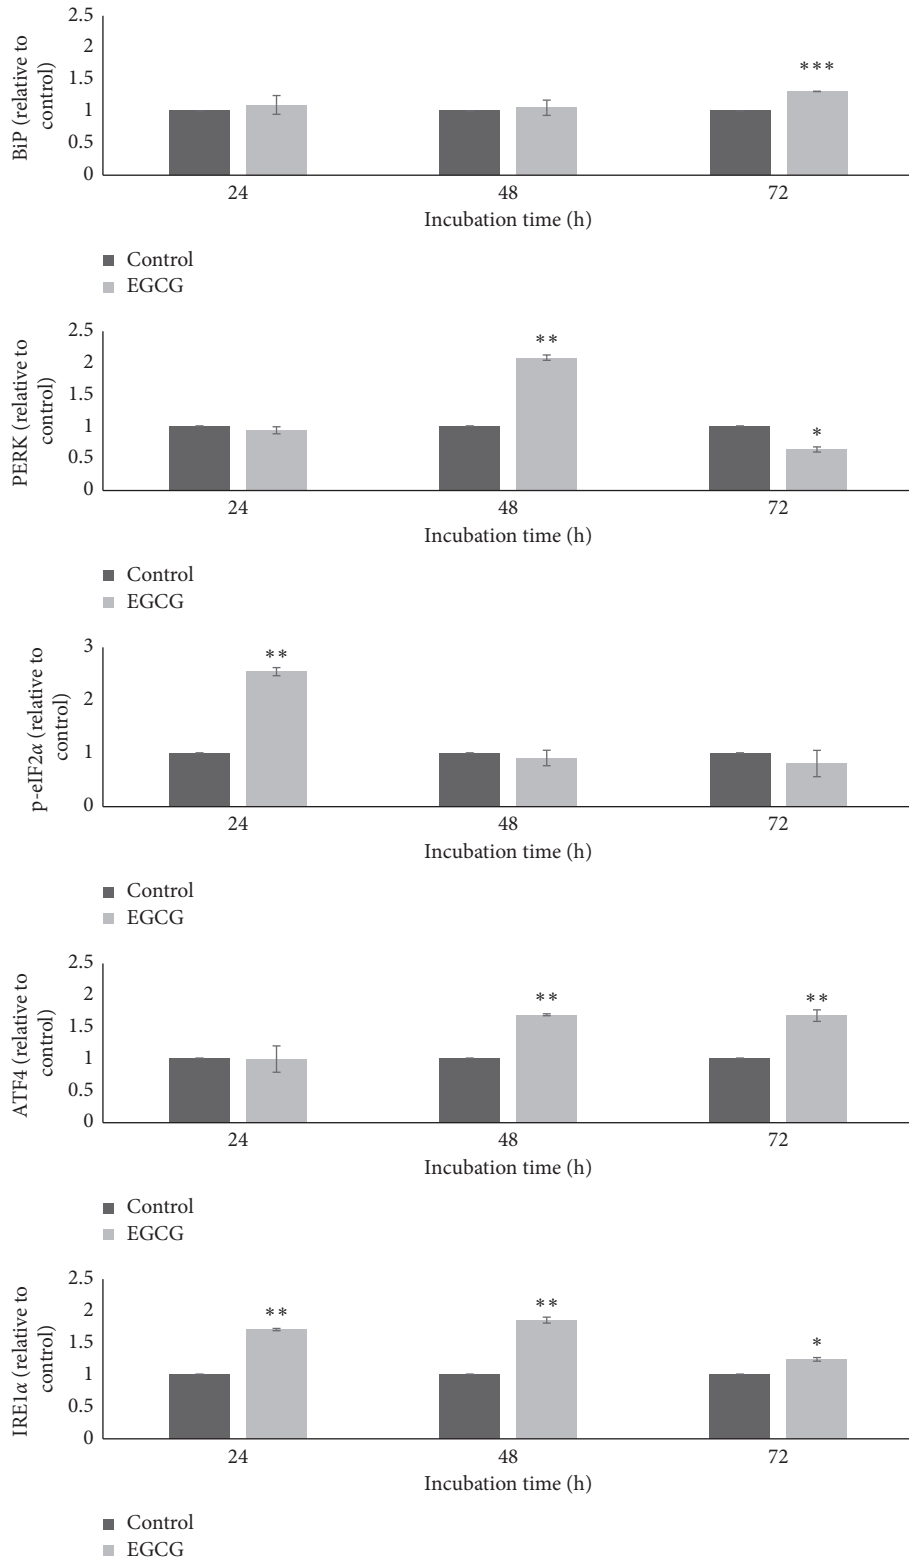 BiP (relative to
control)
2.5
2
1.5
1
0.5
0
***
24 48 72
Incubation time (h)
Control
EGCG
PERK (relative to
control)
2.5
2
1.5
1
0.5
0
**
*
24 48 72
Incubation time (h)
Control
EGCG
p-eIF2α (relative to
control)
3
2
1
0
**
24 48 72
Incubation time (h)
Control
EGCG
ATF4 (relative to
control)
2.5
2
1.5
1
0.5
0
** **
24 48 72
Incubation time (h)
Control
EGCG
IRE1α (relative to
control)
2.5
2
1.5
1
0.5
0
** **
*
24 48 72
Incubation time (h)
Control
EGCG